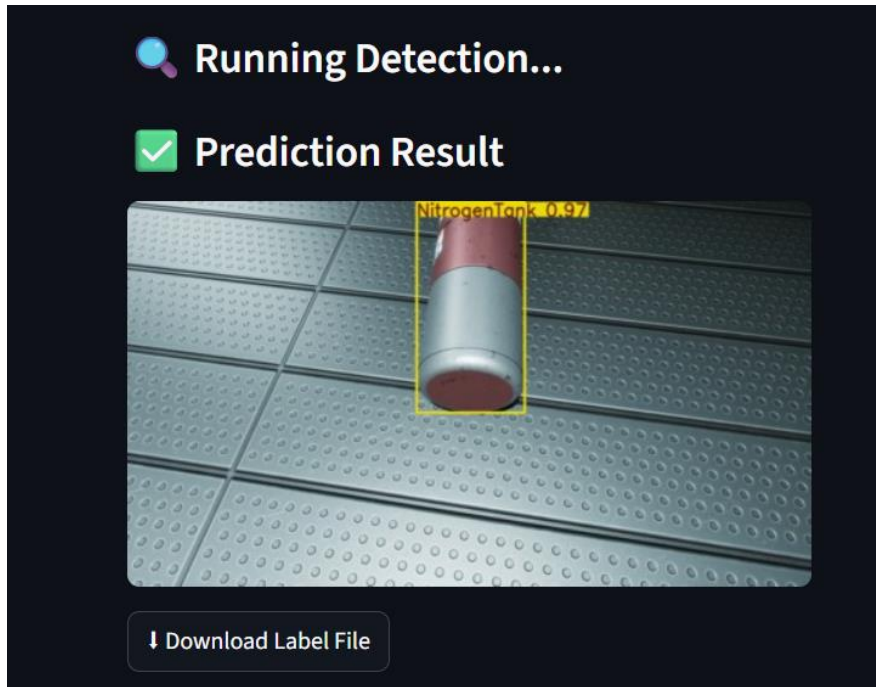 Running Detection...
Prediction Result
NitrogenTank 0.97
⬇ Download Label File